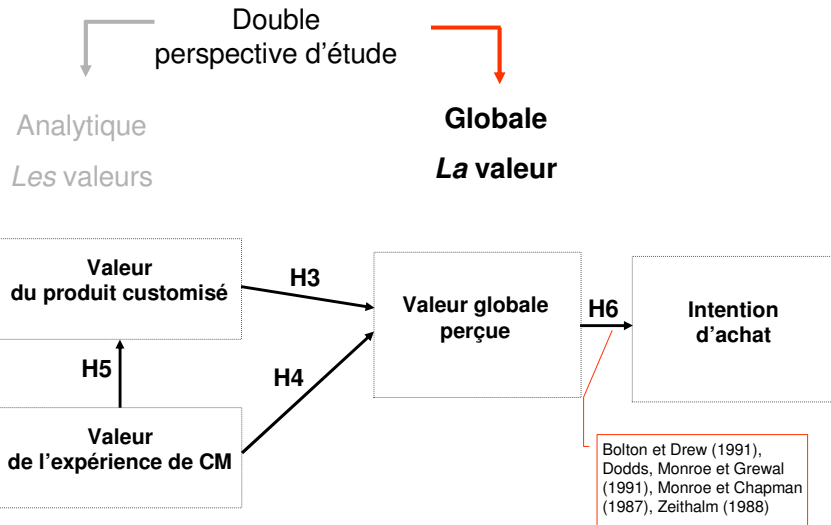 Double
perspective d'étude
Analytique
Les valeurs
Globale
La valeur
Valeur
du produit customisé
H3
Valeur globale
perçue
H6
Intention
d'achat
H5
H4
Valeur
de l'expérience de CM
Bolton et Drew (1991),
Dodds, Monroe et Grewal
(1991), Monroe et Chapman
(1987), Zeithalm (1988)